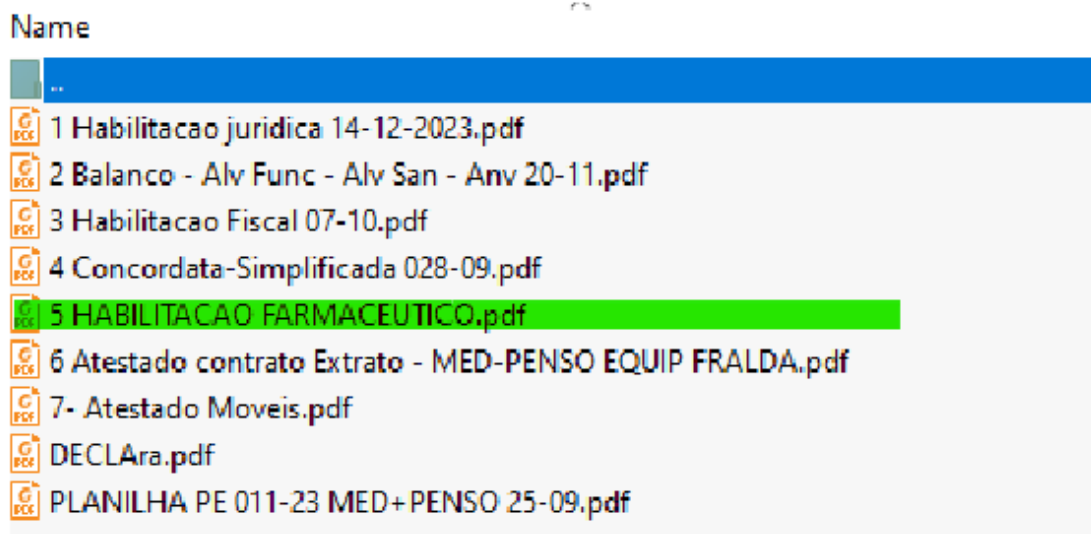 Name
..
1 Habilitacao juridica 14-12-2023.pdf
2 Balanco - Alv Func - Alv San - Anv 20-11.pdf
3 Habilitacao Fiscal 07-10.pdf
4 Concordata-Simplificada 028-09.pdf
5 HABILITACAO FARMACEUTICO.pdf
6 Atestado contrato Extrato - MED-PENSO EQUIP FRALDA.pdf
7- Atestado Moveis.pdf
DECLAra.pdf
PLANILHA PE 011-23 MED+PENSO 25-09.pdf